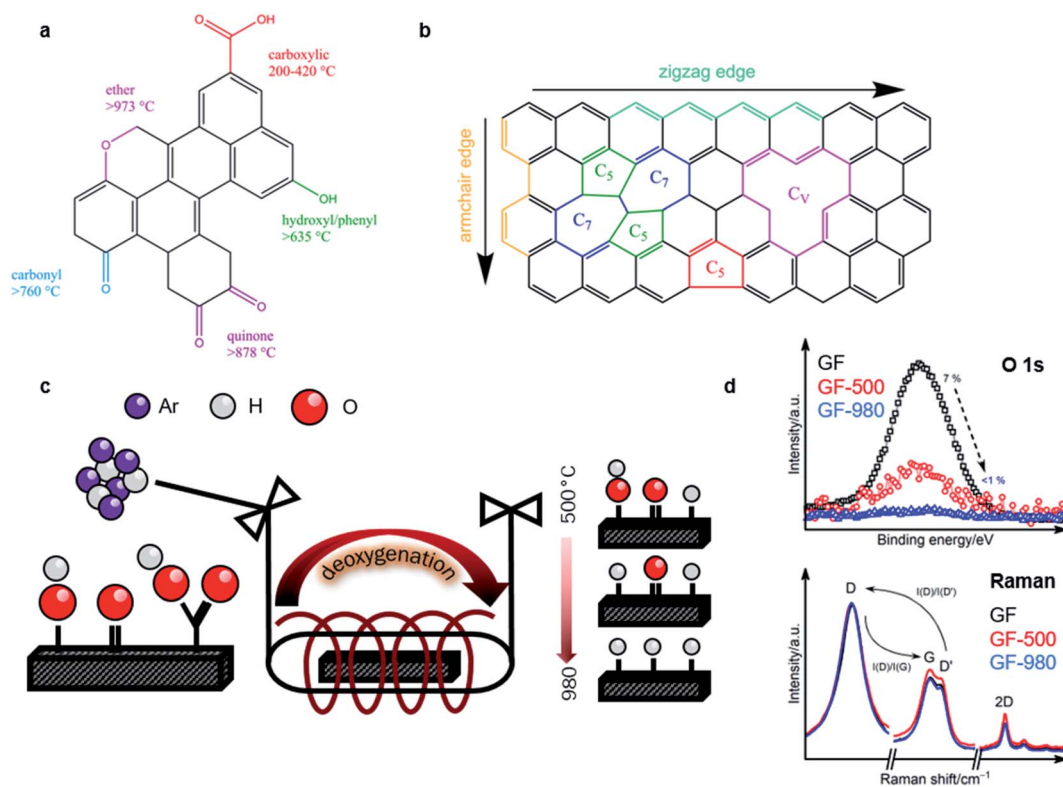 a
O
OH
carboxylic
200-420 °C
ether
>973 °C
O
OH
hydroxyl/phenyl
>635 °C
carbonyl
>760 °C
O
O
O
quinone
>878 °C
b
zigzag edge
armchair edge
C5
C7
C7
C5
C5
CV
c
Ar
H
O
deoxygenation
500°C
980
d
GF
GF-500
GF-980
O 1s
7 %
<1 %
Intensity/a.u.
Binding energy/eV
Raman
GF
GF-500
GF-980
D
I(D)/I(D')
I(D)/I(G)
G
D'
2D
Intensity/a.u.
Raman shift/cm⁻¹